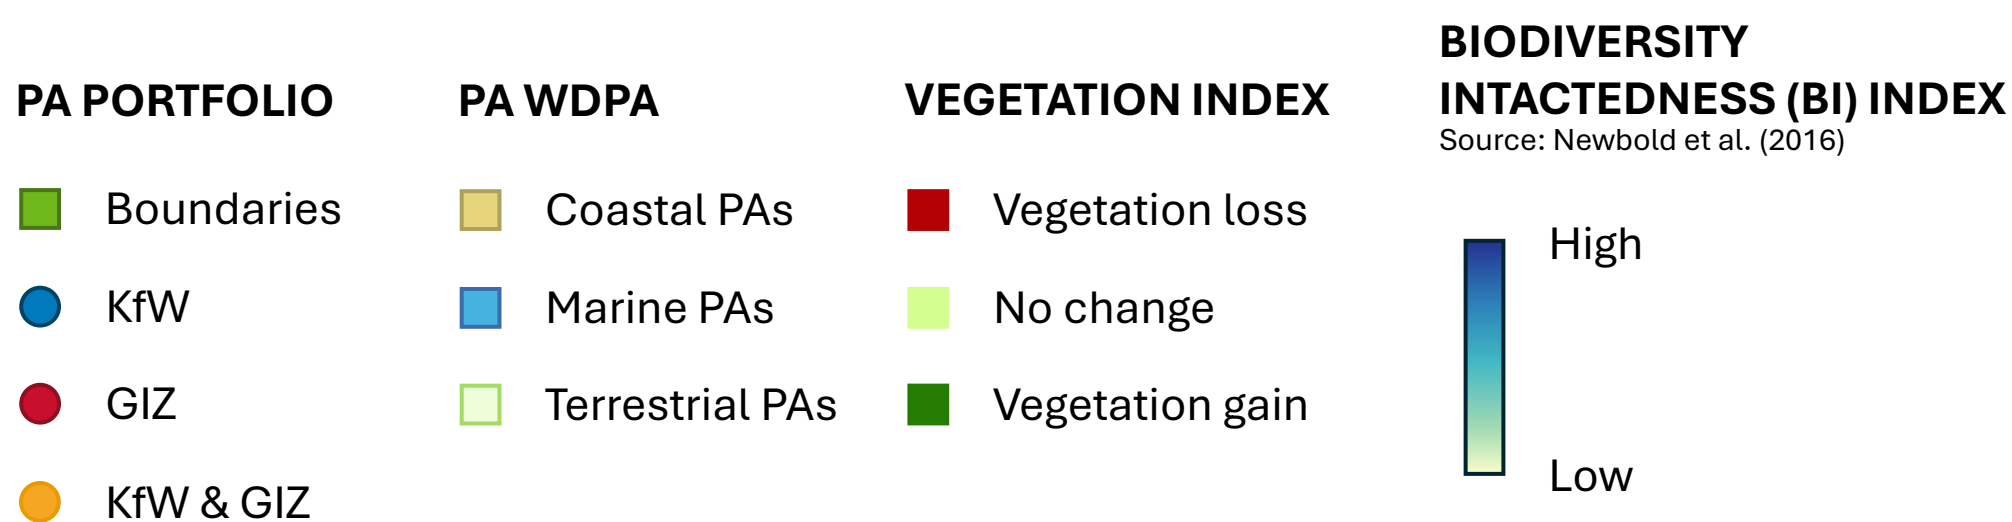 PA PORTFOLIO
Boundaries
KfW
GIZ
KfW & GIZ
PA WDPA
Coastal PAs
Marine PAs
Terrestrial PAs
VEGETATION INDEX
Vegetation loss
No change
Vegetation gain
BIODIVERSITY
INTACTEDNESS (BI) INDEX
Source: Newbold et al. (2016)
High
Low